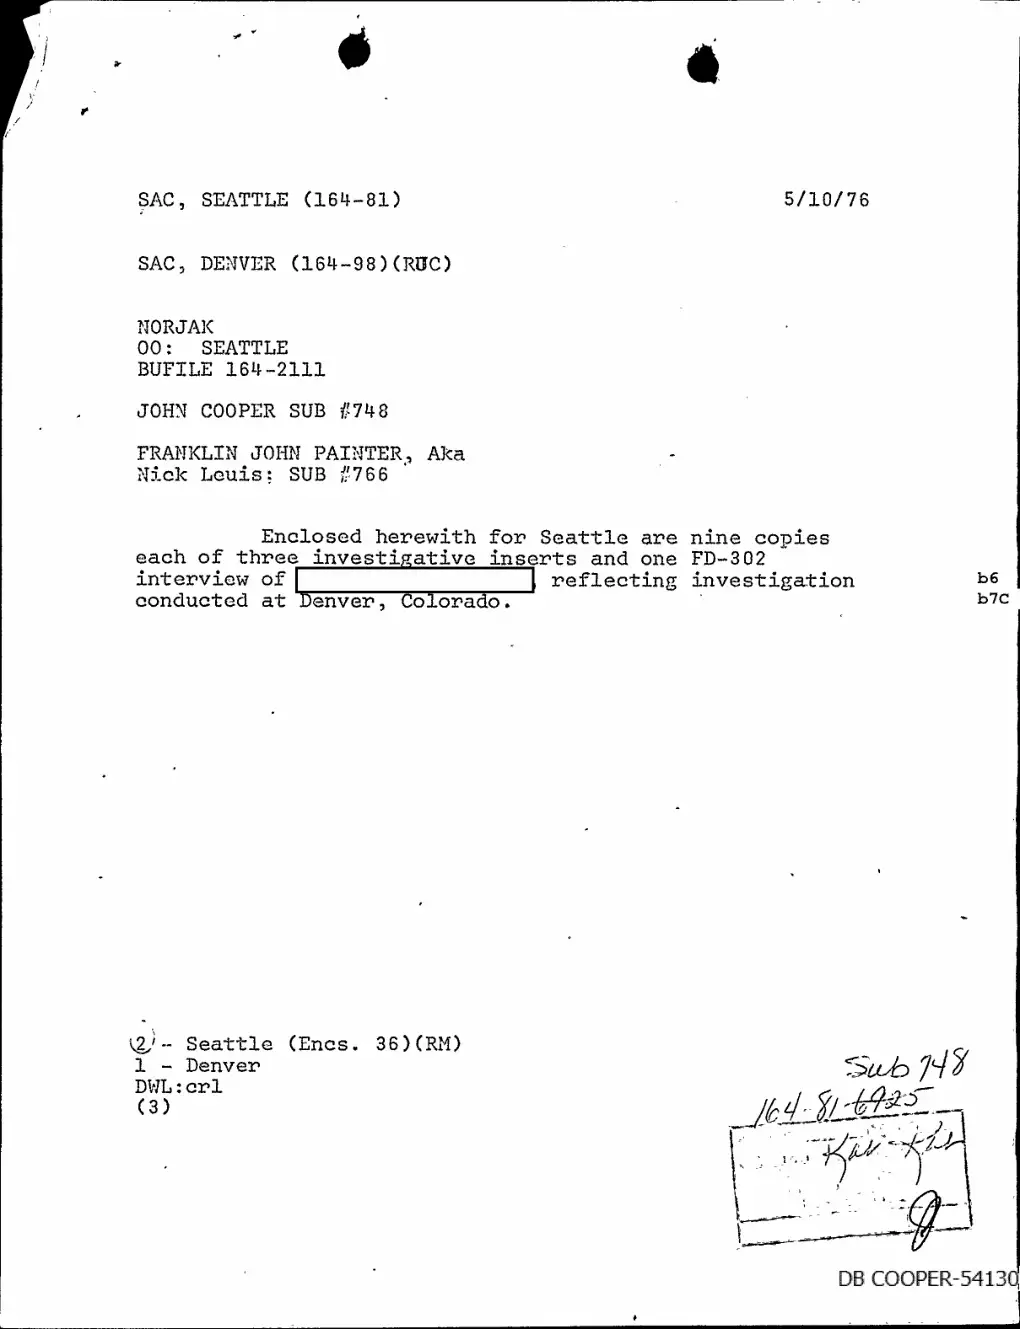 SAC, SEATTLE (164-81) 5/10/76
SAC, DENVER (164-98)(RUC)
NORJAK
OO: SEATTLE
BUFILE 164-2111
JOHN COOPER SUB #748
FRANKLIN JOHN PAINTER, Aka
Nick Louis; SUB #766
Enclosed herewith for Seattle are nine copies
each of three investigative inserts and one FD-302
interview of reflecting investigation b6
conducted at Denver, Colorado. b7C
2 - Seattle (Encs. 36)(RM)
1 - Denver
DWL:crl
(3)
Sub 748
164-81-6925
DB COOPER-54130